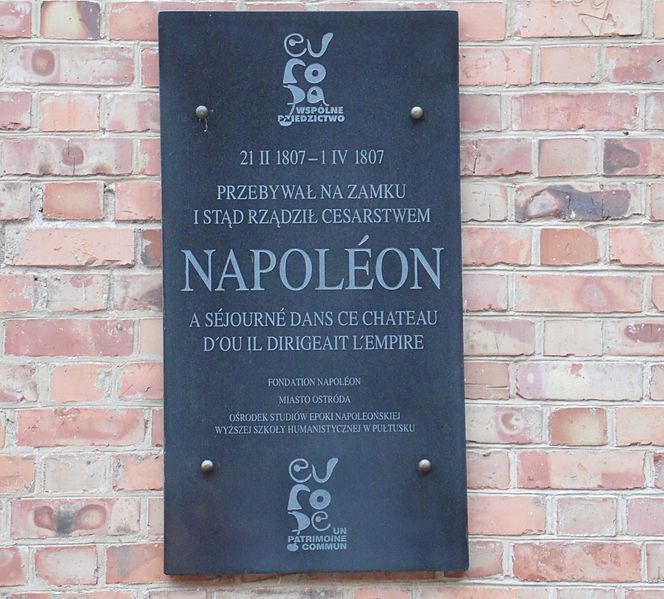 europa
WSPÓLNE
DZIEDZICTWO
21 II 1807 – 1 IV 1807
PRZEBYWAŁ NA ZAMKU
I STĄD RZĄDZIŁ CESARSTWEM
NAPOLÉON
A SÉJOURNÉ DANS CE CHATEAU
D´OU IL DIRIGEAIT L´EMPIRE
FONDATION NAPOLÉON
MIASTO OSTRÓDA
OŚRODEK STUDIÓW EPOKI NAPOLEOŃSKIEJ
WYŻSZEJ SZKOŁY HUMANISTYCZNEJ W PUŁTUSKU
europe
UN
PATRIMOINE
COMMUN